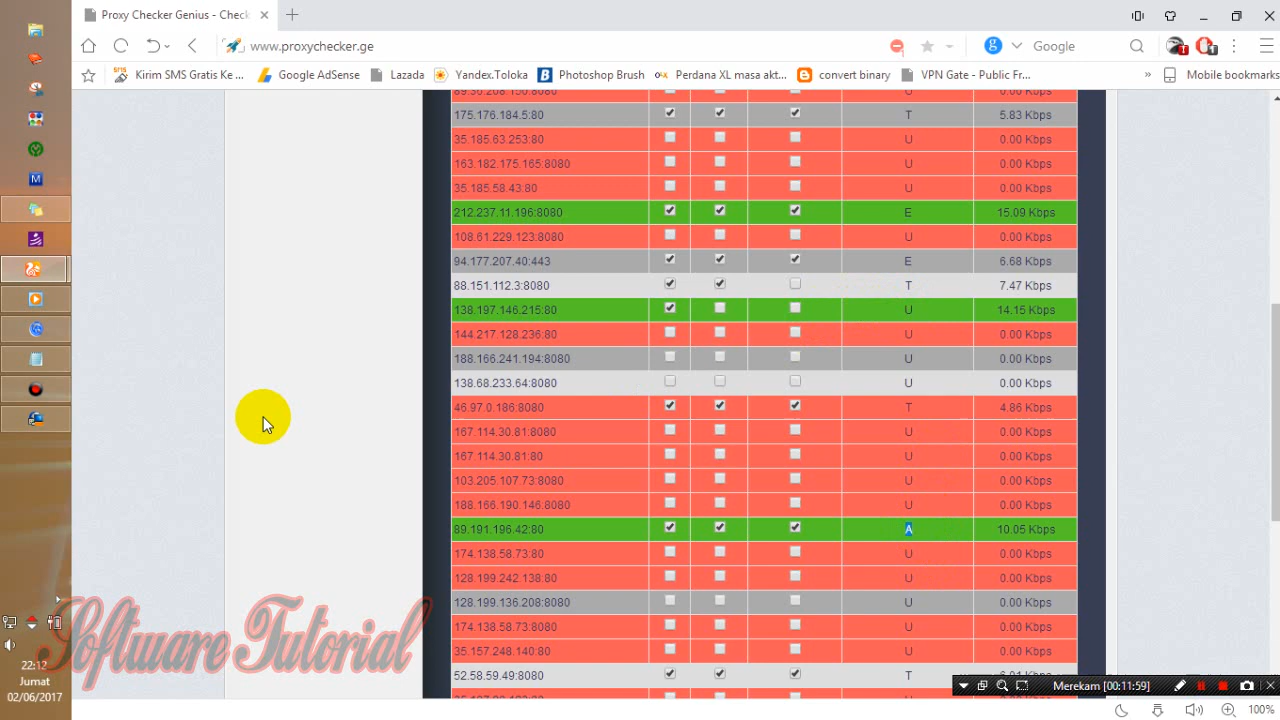 Proxy Checker Genius - Check
www.proxychecker.ge
Google
Kirim SMS Gratis Ke ...
Google AdSense
Lazada
Yandex.Toloka
Photoshop Brush
Perdana XL masa akt...
convert binary
VPN Gate - Public Fr...
» Mobile bookmarks
89.36.208.150:8080 U 0.00 Kbps
175.176.184.5:80 T 5.83 Kbps
35.185.63.253:80 U 0.00 Kbps
163.182.175.165:8080 U 0.00 Kbps
35.185.58.43:80 U 0.00 Kbps
212.237.11.196:8080 E 15.09 Kbps
108.61.229.123:8080 U 0.00 Kbps
94.177.207.40:443 E 6.68 Kbps
88.151.112.3:8080 T 7.47 Kbps
138.197.146.215:80 U 14.15 Kbps
144.217.128.236:80 U 0.00 Kbps
188.166.241.194:8080 U 0.00 Kbps
138.68.233.64:8080 U 0.00 Kbps
46.97.0.186:8080 T 4.86 Kbps
167.114.30.81:8080 U 0.00 Kbps
167.114.30.81:80 U 0.00 Kbps
103.205.107.73:8080 U 0.00 Kbps
188.166.190.146:8080 U 0.00 Kbps
89.191.196.42:80 A 10.05 Kbps
174.138.58.73:80 U 0.00 Kbps
128.199.242.138:80 U 0.00 Kbps
128.199.136.208:8080 U 0.00 Kbps
174.138.58.73:8080 U 0.00 Kbps
35.157.248.140:80 U 0.00 Kbps
52.58.59.49:8080 T
Software Tutorial
22:12
Jumat
02/06/2017
Merekam [00:11:59]
100%